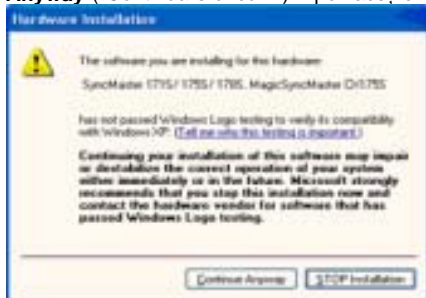 Hardware Installation
The software you are installing for this hardware:
SyncMaster 171S/ 175S/ 178S, MagicSyncMaster
has not passed Windows Logo testing to verify its compatibility
with Windows XP. (Tell me why this testing is important.)
Continuing your installation of this software may impair
or destabilize the correct operation of your system
either immediately or in the future. Microsoft strongly
recommends that you stop this installation now and
contact the hardware vendor for software that has
passed Windows Logo testing.
Continue Anyway
STOP Installation